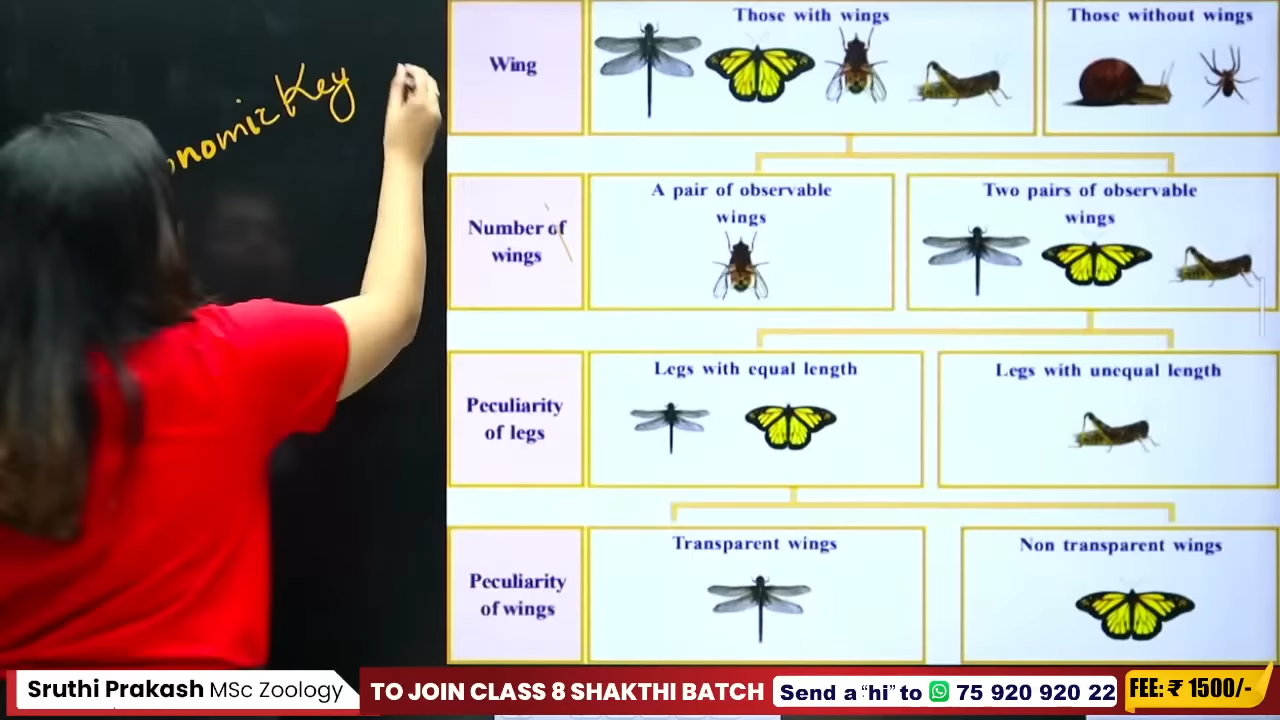 onomic Key
Wing
Those with wings
Those without wings
Number of wings
A pair of observable
wings
Two pairs of observable
wings
Peculiarity
of legs
Legs with equal length
Legs with unequal length
Peculiarity
of wings
Transparent wings
Non transparent wings
Sruthi Prakash MSc Zoology
TO JOIN CLASS 8 SHAKTHI BATCH
Send a "hi" to 75 920 920 22
FEE: ₹ 1500/-